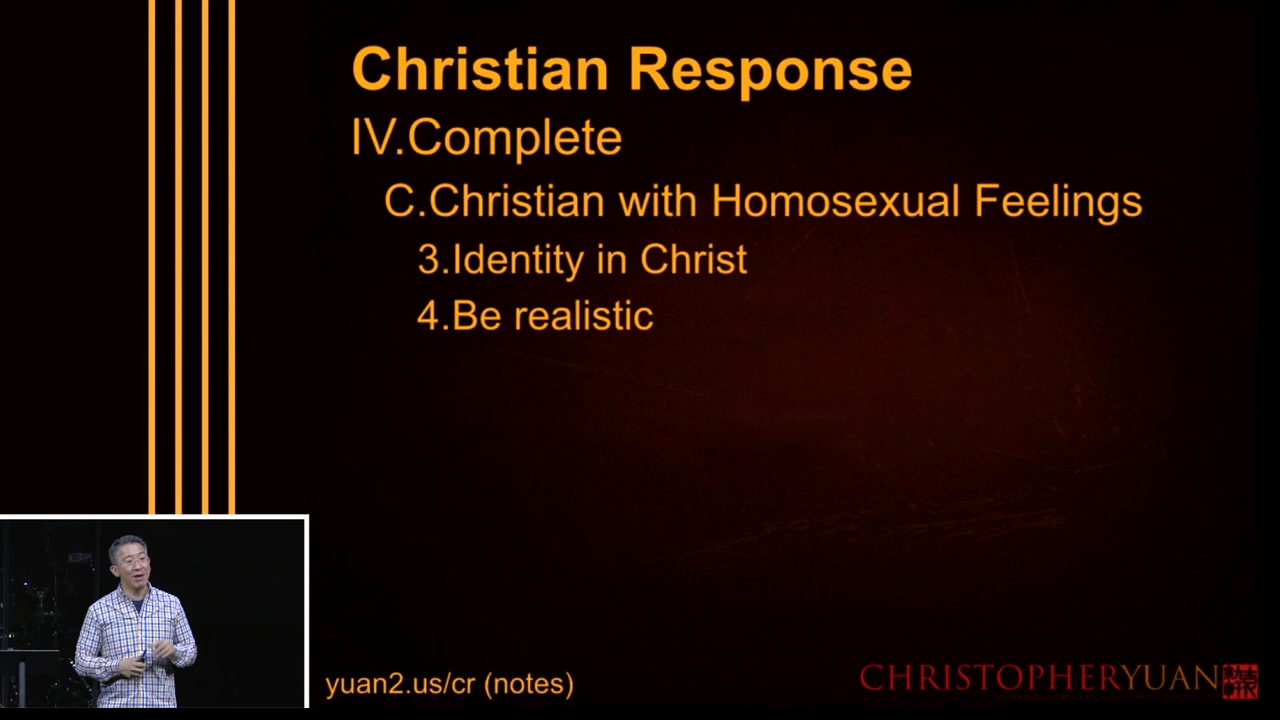 Christian Response
IV.Complete
C.Christian with Homosexual Feelings
3.Identity in Christ
4.Be realistic
yuan2.us/cr (notes)
CHRISTOPHERYUAN